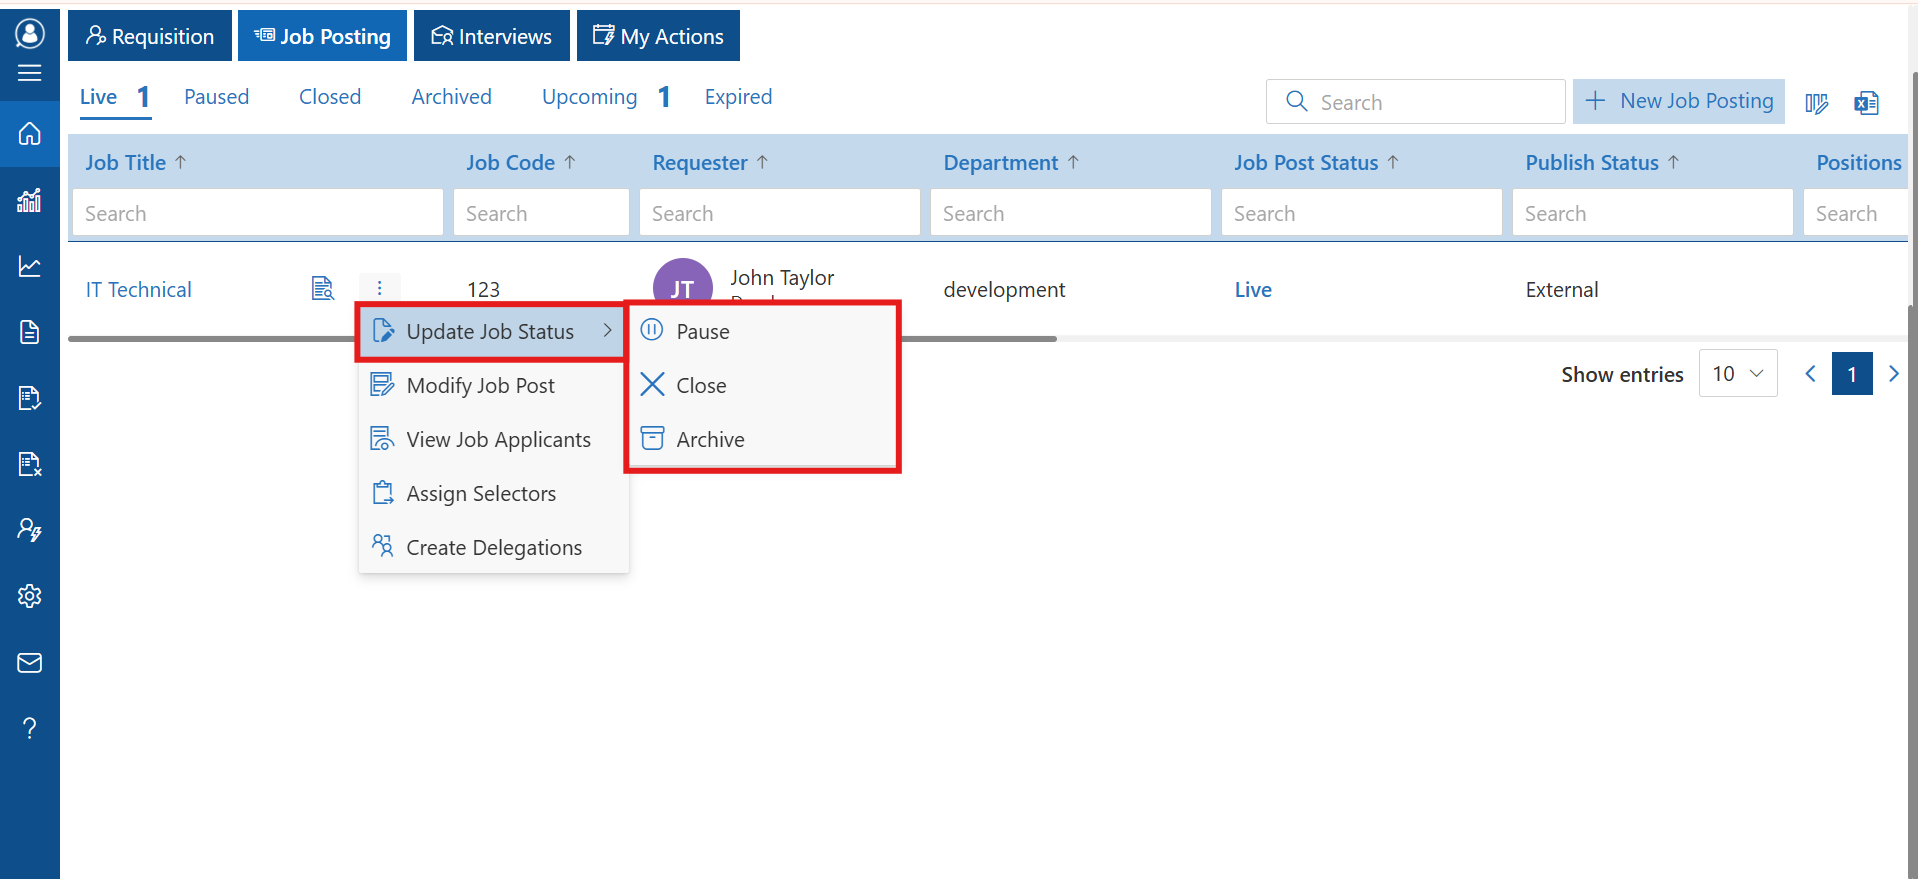 Requisition
Job Posting
Interviews
My Actions
Live 1
Paused
Closed
Archived
Upcoming 1
Expired
Search
+ New Job Posting
Job Title ↑
Job Code ↑
Requester ↑
Department ↑
Job Post Status ↑
Publish Status ↑
Positions
Search
Search
Search
Search
Search
Search
Search
IT Technical
123
JT
John Taylor
development
Live
External
Update Job Status
Modify Job Post
View Job Applicants
Assign Selectors
Create Delegations
Pause
Close
Archive
Show entries
10
1
?